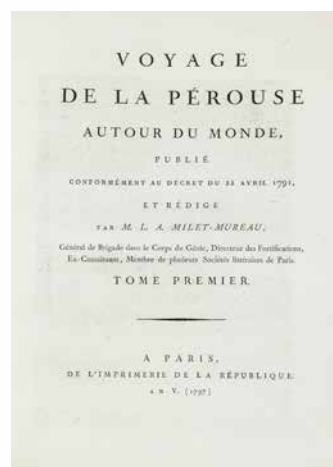 VOYAGE
DE LA PÉROUSE
AUTOUR DU MONDE,
PUBLIÉ
CONFORMÉMENT AU DÉCRET DU 22 AVRIL 1791,
ET RÉDIGÉ
PAR M. L. A. MILET-MUREAU,
Général de Brigade dans le Corps du Génie, Directeur des Fortifications,
Ex-Constituant, Membre de plusieurs Sociétés littéraires de Paris.
TOME PREMIER.
A PARIS,
DE L'IMPRIMERIE DE LA RÉPUBLIQUE.
AN V. (1797)